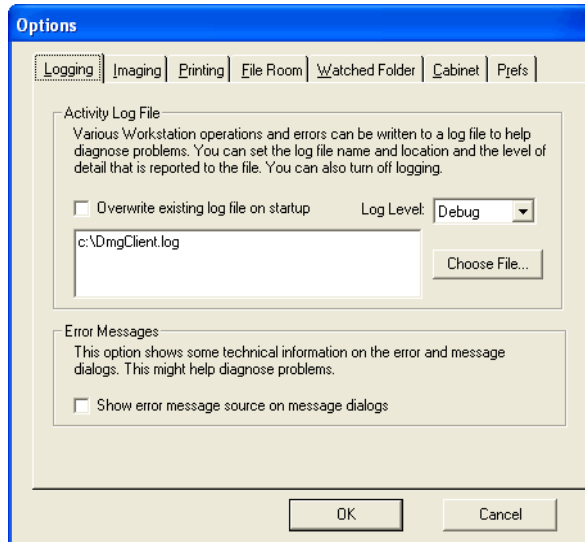 Options
Logging Imaging Printing File Room Watched Folder Cabinet Prefs
Activity Log File
Various Workstation operations and errors can be written to a log file to help
diagnose problems. You can set the log file name and location and the level of
detail that is reported to the file. You can also turn off logging.
Overwrite existing log file on startup Log Level: Debug
c:\DmgClient.log
Choose File...
Error Messages
This option shows some technical information on the error and message
dialogs. This might help diagnose problems.
Show error message source on message dialogs
OK Cancel